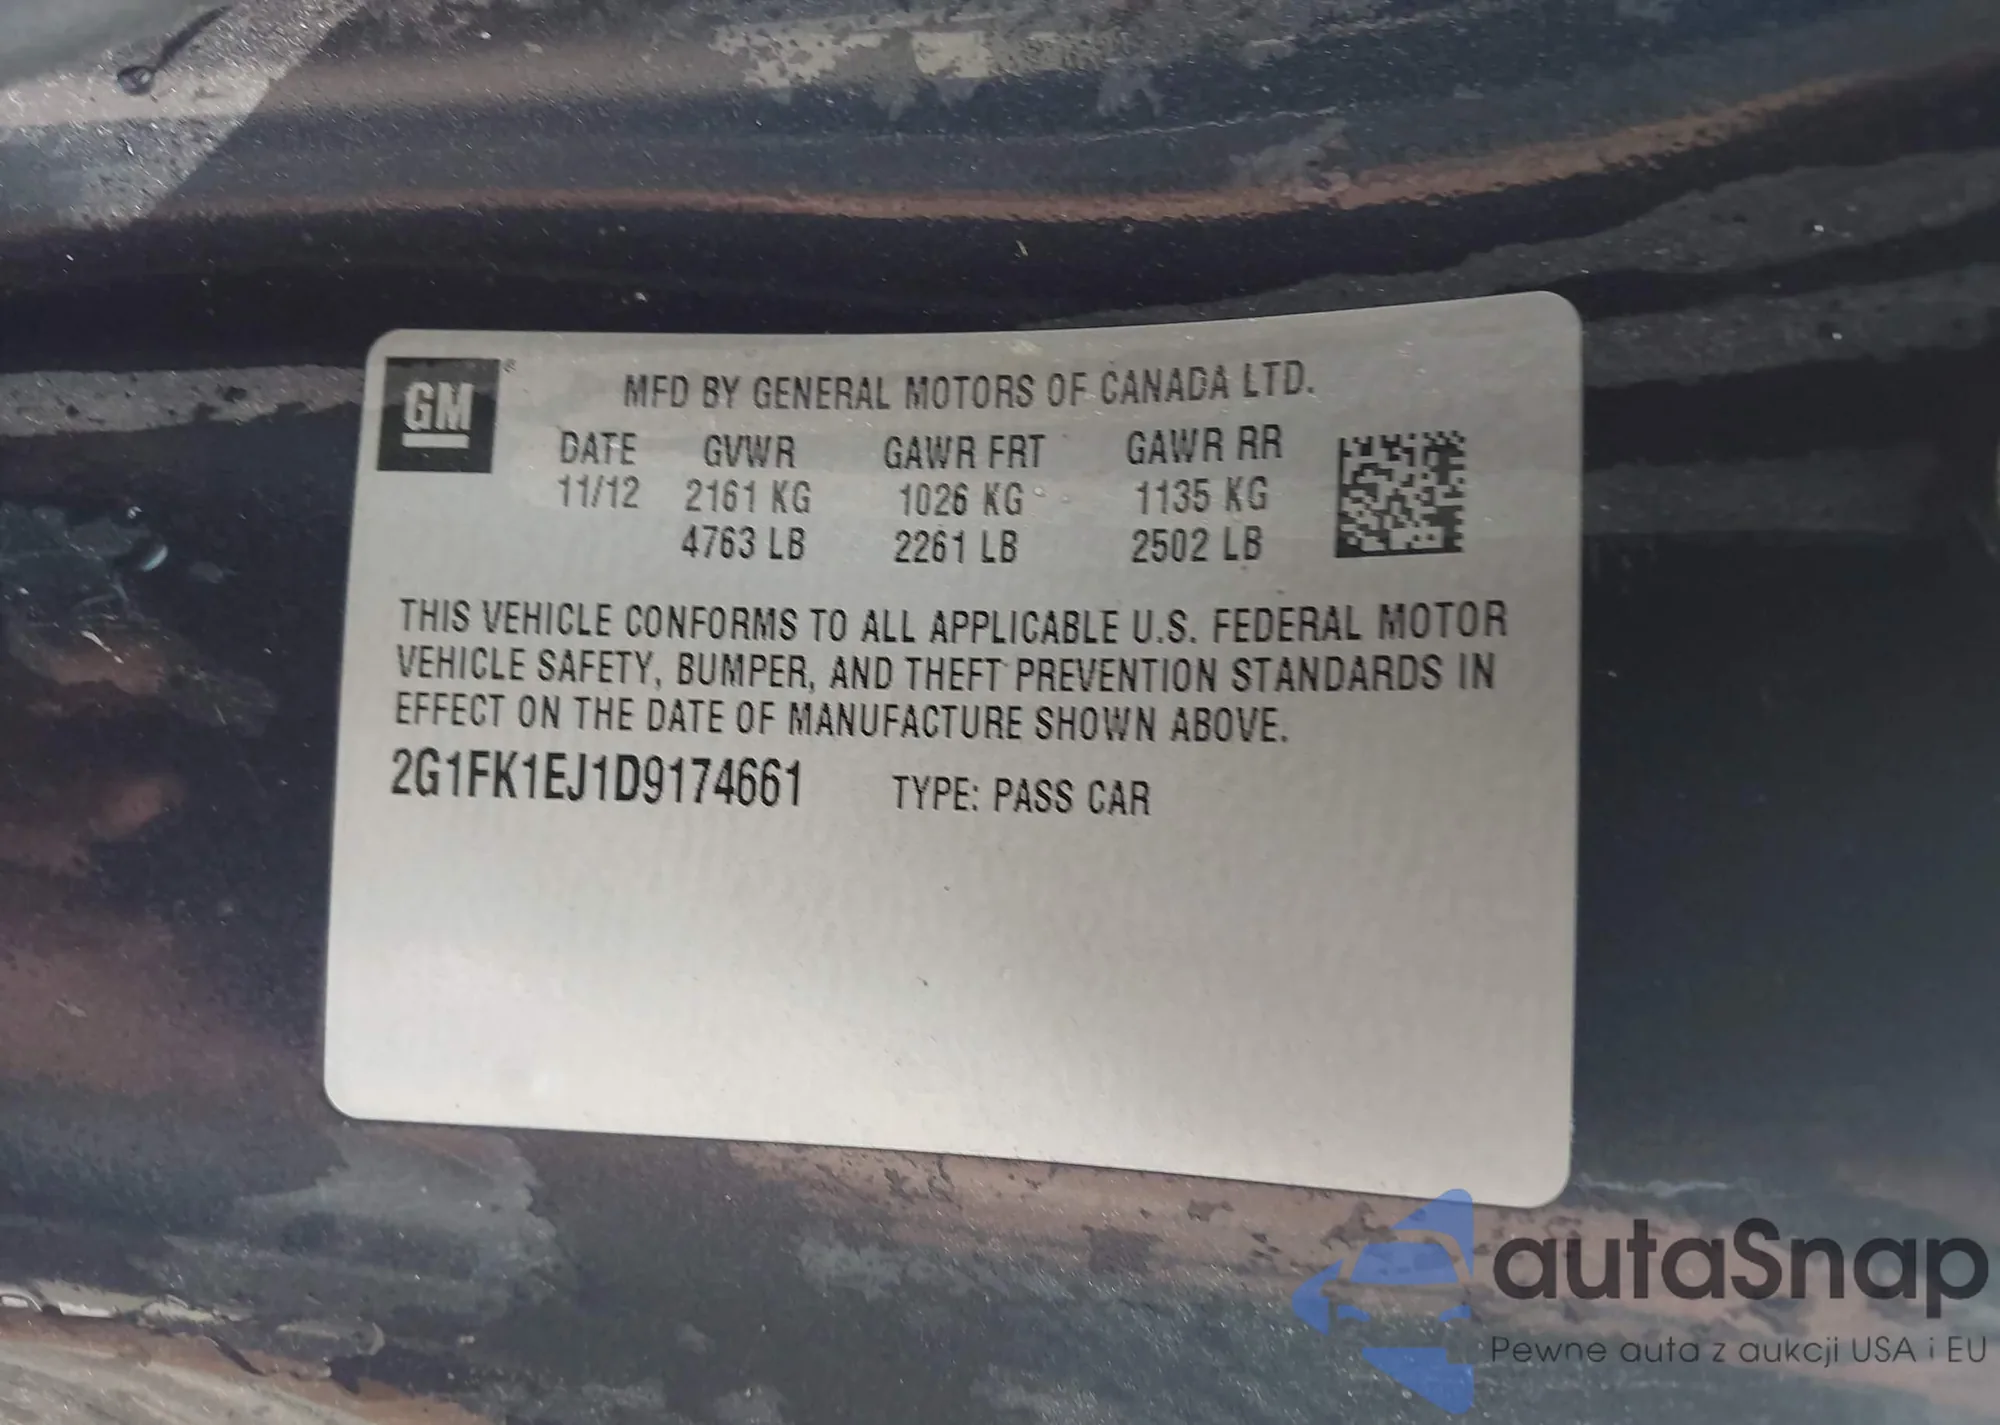 GM
MFD BY GENERAL MOTORS OF CANADA LTD.
DATE GVWR GAWR FRT GAWR RR
11/12 2161 KG 1026 KG 1135 KG
4763 LB 2261 LB 2502 LB
THIS VEHICLE CONFORMS TO ALL APPLICABLE U.S. FEDERAL MOTOR
VEHICLE SAFETY, BUMPER, AND THEFT PREVENTION STANDARDS IN
EFFECT ON THE DATE OF MANUFACTURE SHOWN ABOVE.
2G1FK1EJ1D9174661 TYPE: PASS CAR
autaSnap
Pewne auta z aukcji USA i EU